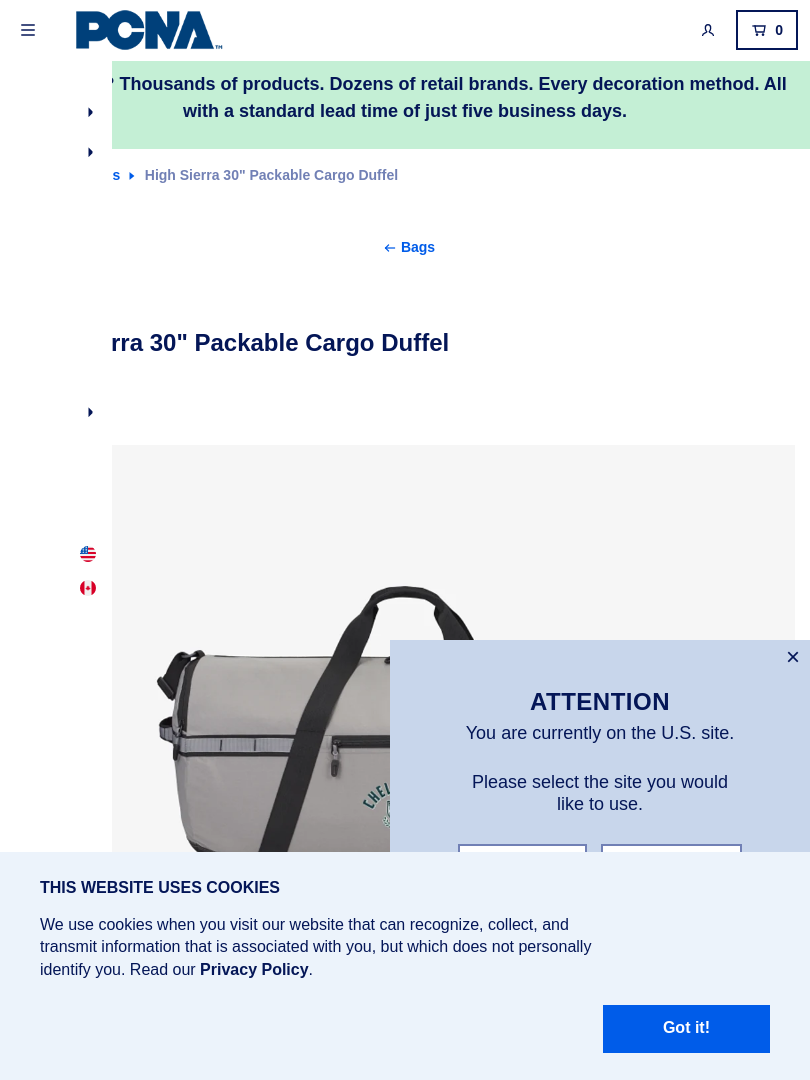 PCNA™
0
? Thousands of products. Dozens of retail brands. Every decoration method. All
with a standard lead time of just five business days.
s High Sierra 30" Packable Cargo Duffel
Bags
rra 30" Packable Cargo Duffel
CHEL
ATTENTION
You are currently on the U.S. site.
Please select the site you would
like to use.
THIS WEBSITE USES COOKIES
We use cookies when you visit our website that can recognize, collect, and
transmit information that is associated with you, but which does not personally
identify you. Read our Privacy Policy.
Got it!